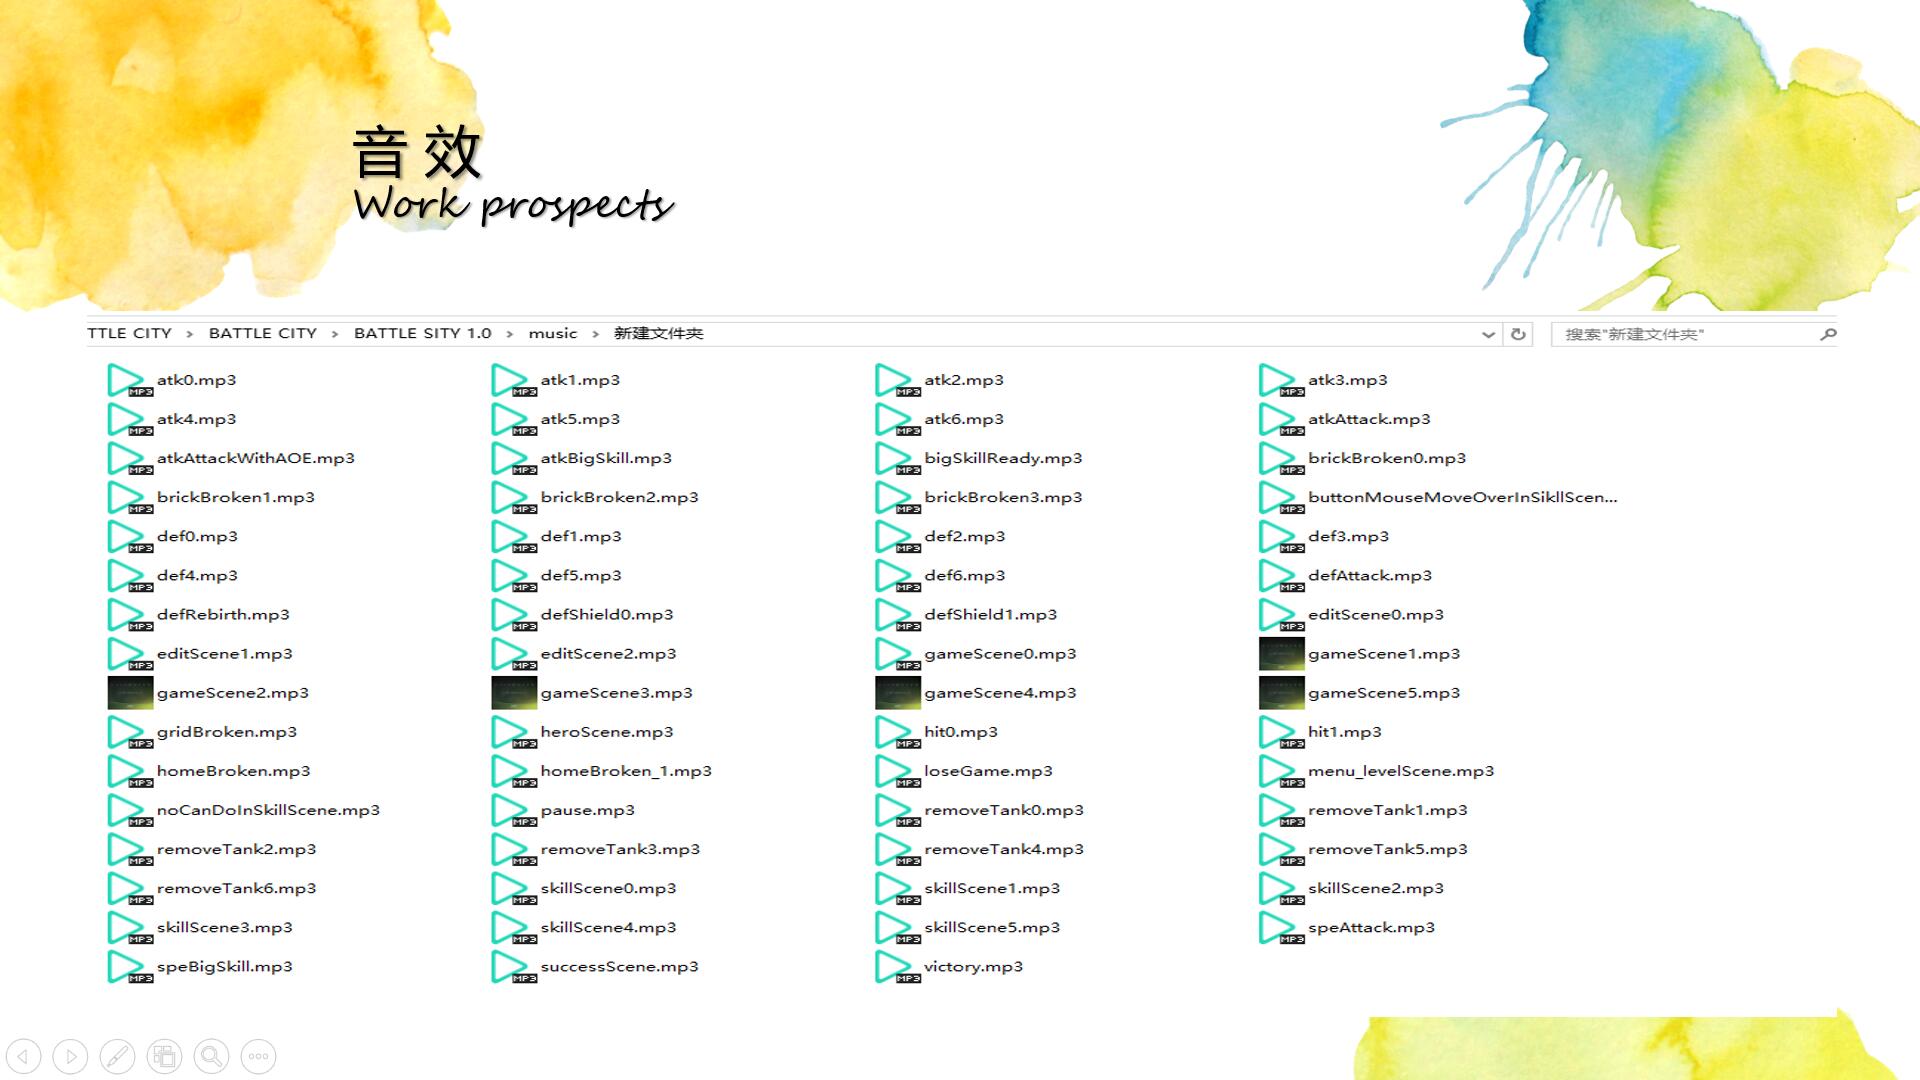 音效
Work prospects
TTLE CITY › BATTLE CITY › BATTLE SITY 1.0 › music › 新建文件夹 搜索"新建文件夹"
atk0.mp3 atk1.mp3 atk2.mp3 atk3.mp3
atk4.mp3 atk5.mp3 atk6.mp3 atkAttack.mp3
atkAttackWithAOE.mp3 atkBigSkill.mp3 bigSkillReady.mp3 brickBroken0.mp3
brickBroken1.mp3 brickBroken2.mp3 brickBroken3.mp3 buttonMouseMoveOverInSikllScen...
def0.mp3 def1.mp3 def2.mp3 def3.mp3
def4.mp3 def5.mp3 def6.mp3 defAttack.mp3
defRebirth.mp3 defShield0.mp3 defShield1.mp3 editScene0.mp3
editScene1.mp3 editScene2.mp3 gameScene0.mp3 gameScene1.mp3
gameScene2.mp3 gameScene3.mp3 gameScene4.mp3 gameScene5.mp3
gridBroken.mp3 heroScene.mp3 hit0.mp3 hit1.mp3
homeBroken.mp3 homeBroken_1.mp3 loseGame.mp3 menu_levelScene.mp3
noCanDoInSkillScene.mp3 pause.mp3 removeTank0.mp3 removeTank1.mp3
removeTank2.mp3 removeTank3.mp3 removeTank4.mp3 removeTank5.mp3
removeTank6.mp3 skillScene0.mp3 skillScene1.mp3 skillScene2.mp3
skillScene3.mp3 skillScene4.mp3 skillScene5.mp3 speAttack.mp3
speBigSkill.mp3 successScene.mp3 victory.mp3